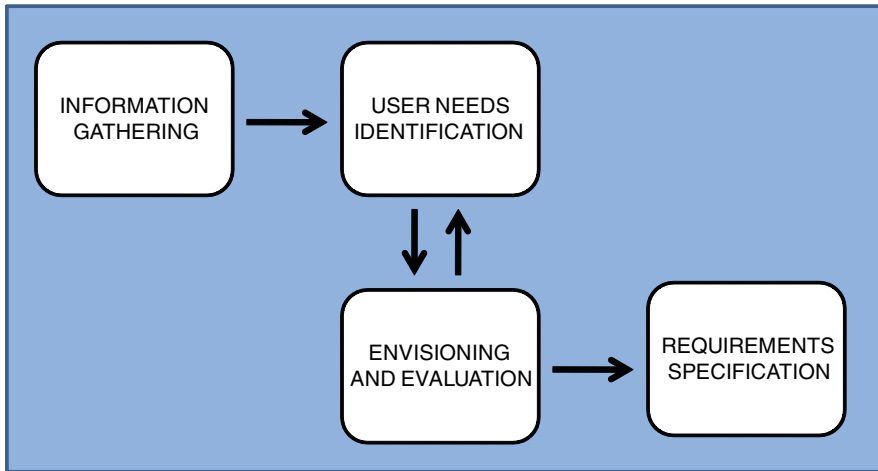 INFORMATION
GATHERING
USER NEEDS
IDENTIFICATION
ENVISIONING
AND EVALUATION
REQUIREMENTS
SPECIFICATION